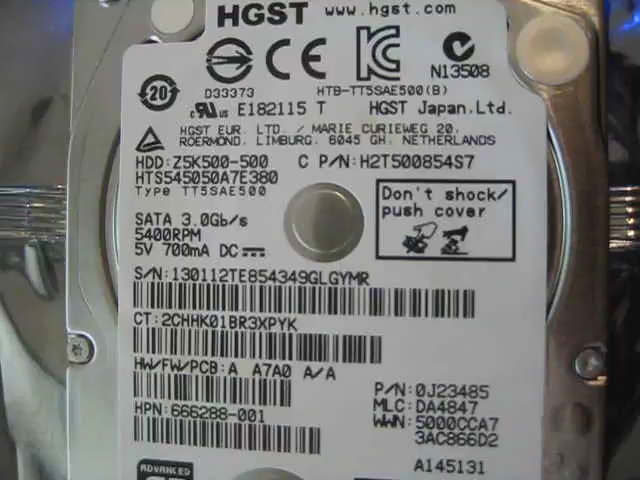 HGST www.hgst.com
N13508
20
D33373 HTB-TT5SAE500(B)
E182115 T HGST Japan,Ltd.
HGST EUR. LTD. / MARIE CURIEWEG 20,
ROERMOND, LIMBURG, 6045 GH, NETHERLANDS
HDD:Z5K500-500 C P/N:H2T500854S7
HTS545050A7E380
Type TT5SAE500
Don't shock/
push cover
SATA 3.0Gb/s
5400RPM
5V 700mA DC
S/N:130112TE854349GLGYMR
CT:2CHHK01BR3XPYK
HW/FW/PCB:A A7A0 A/A
P/N:0J23485
HPN:666288-001
MLC:DA4847
WWN:5000CCA7
3AC866D2
A145131
ADVANCED